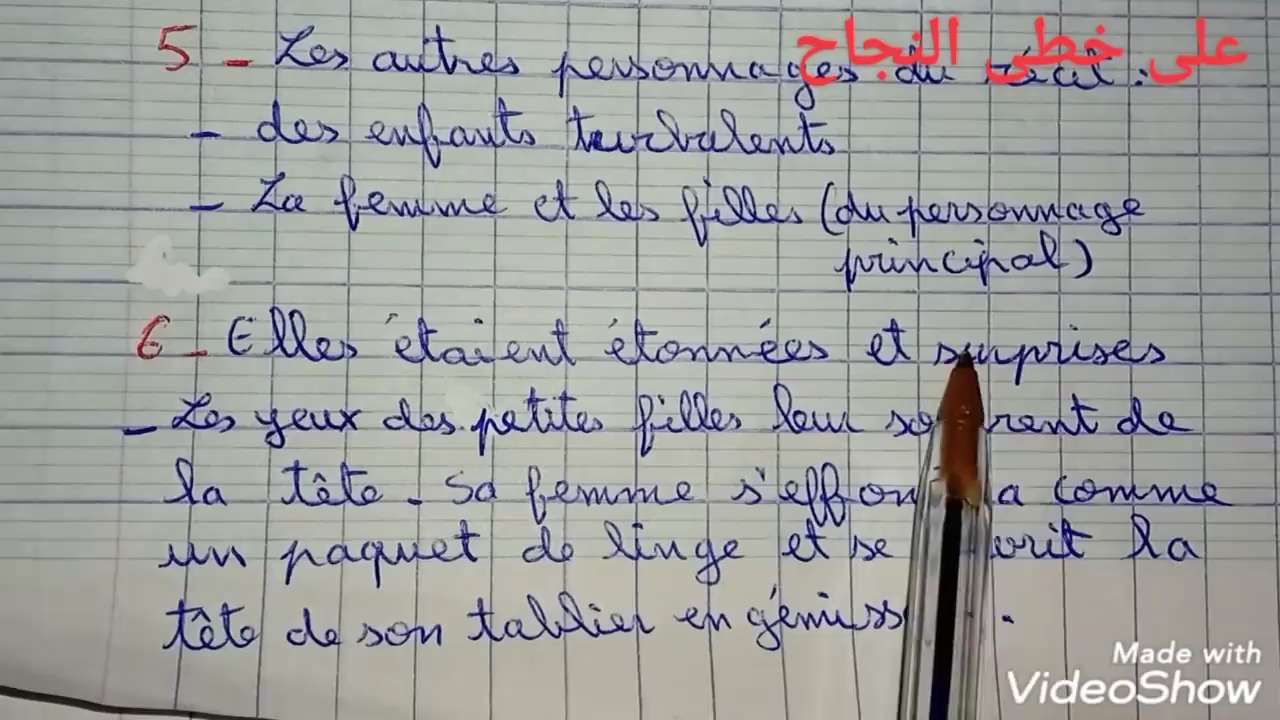 على خطى النجاح
5 - Les autres personnages du récit :
- des enfants turbulents
- La femme et les filles (du personnage
principal)
6 - Elles étaient étonnées et surprises
- Les yeux des petites filles leur de
la tête. Sa femme comme
un paquet de linge et se la
tête de son tablier en
Made with
VideoShow